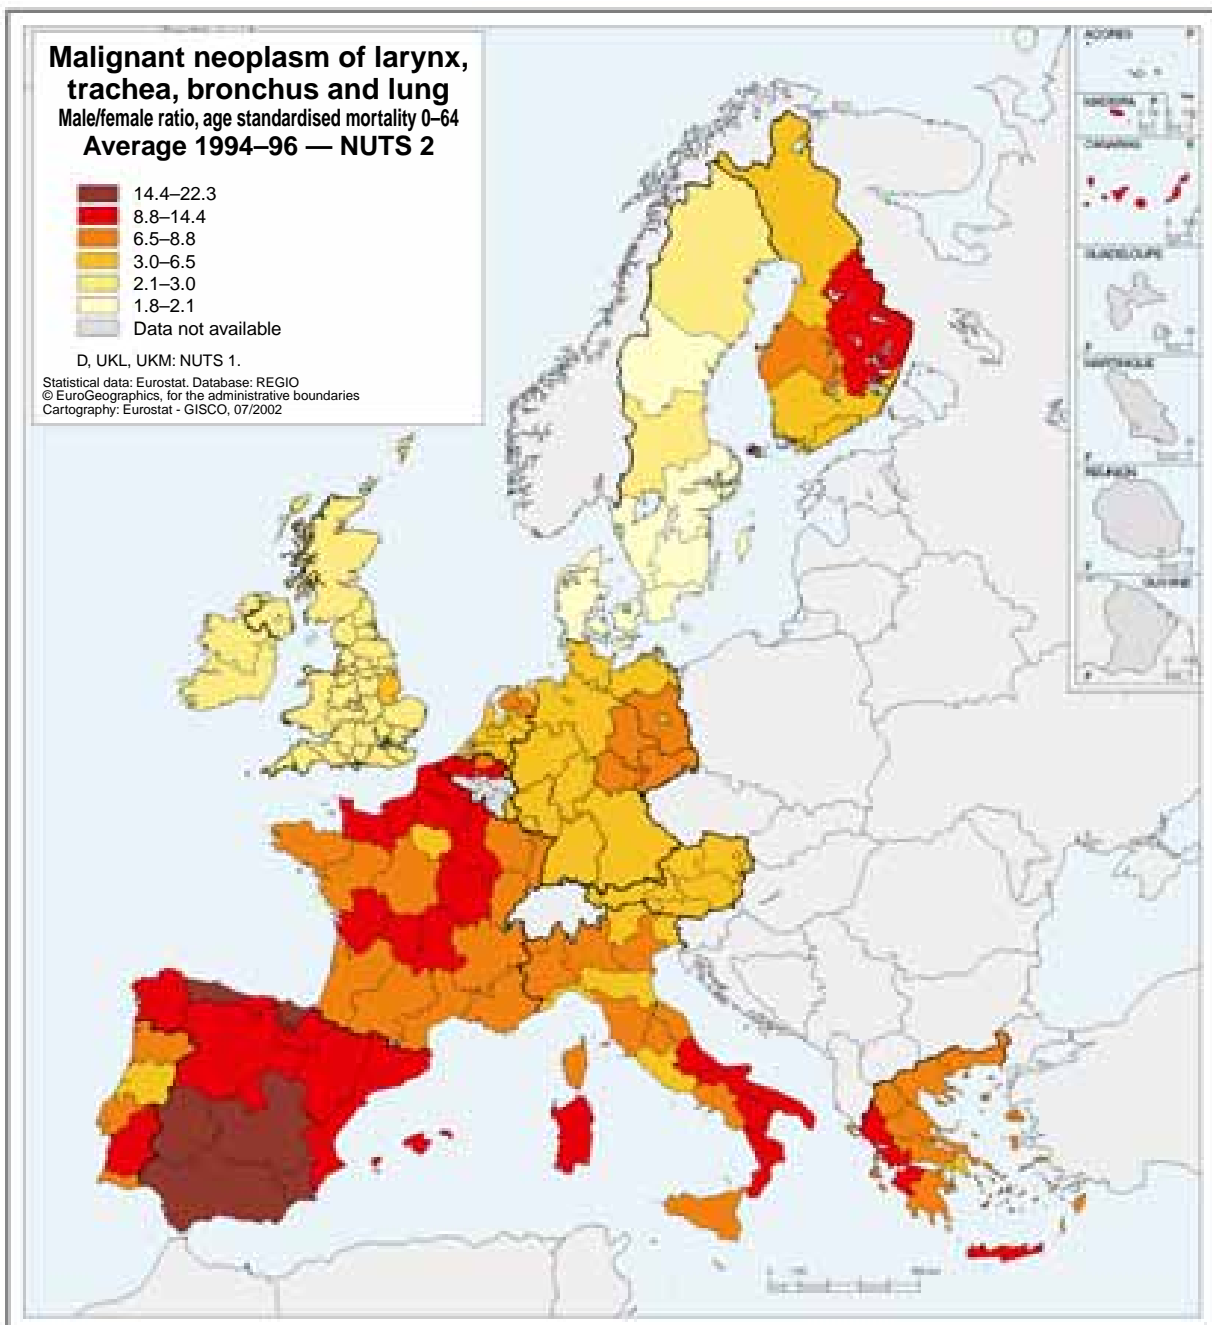 Malignant neoplasm of larynx,
trachea, bronchus and lung
Male/female ratio, age standardised mortality 0–64
Average 1994–96 — NUTS 2
14.4–22.3
8.8–14.4
6.5–8.8
3.0–6.5
2.1–3.0
1.8–2.1
Data not available
D, UKL, UKM: NUTS 1.
Statistical data: Eurostat. Database: REGIO
© EuroGeographics, for the administrative boundaries
Cartography: Eurostat - GISCO, 07/2002
AÇORES P
MADEIRA P
CANARIAS E
GUADELOUPE
F
MARTINIQUE
F
RÉUNION
F
GUYANE
F